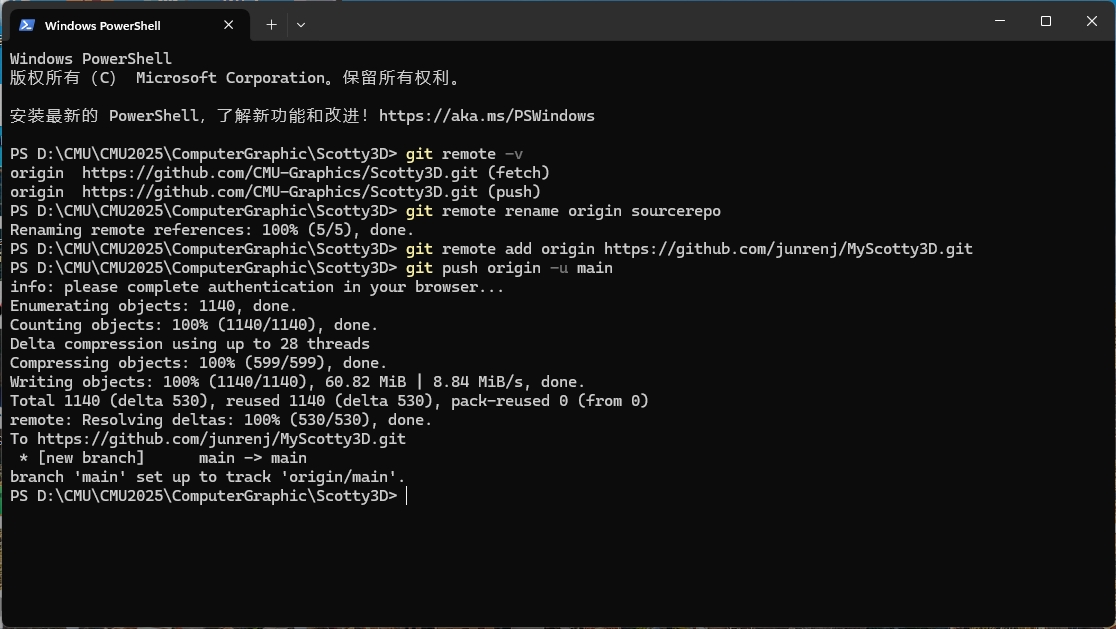 Windows PowerShell
Windows PowerShell
版权所有（C） Microsoft Corporation。保留所有权利。
安装最新的 PowerShell，了解新功能和改进！https://aka.ms/PSWindows
PS D:\CMU\CMU2025\ComputerGraphic\Scotty3D> git remote -v
origin  https://github.com/CMU-Graphics/Scotty3D.git (fetch)
origin  https://github.com/CMU-Graphics/Scotty3D.git (push)
PS D:\CMU\CMU2025\ComputerGraphic\Scotty3D> git remote rename origin sourcerepo
Renaming remote references: 100% (5/5), done.
PS D:\CMU\CMU2025\ComputerGraphic\Scotty3D> git remote add origin https://github.com/junrenj/MyScotty3D.git
PS D:\CMU\CMU2025\ComputerGraphic\Scotty3D> git push origin -u main
info: please complete authentication in your browser...
Enumerating objects: 1140, done.
Counting objects: 100% (1140/1140), done.
Delta compression using up to 28 threads
Compressing objects: 100% (599/599), done.
Writing objects: 100% (1140/1140), 60.82 MiB | 8.84 MiB/s, done.
Total 1140 (delta 530), reused 1140 (delta 530), pack-reused 0 (from 0)
remote: Resolving deltas: 100% (530/530), done.
To https://github.com/junrenj/MyScotty3D.git
 * [new branch]      main -> main
branch 'main' set up to track 'origin/main'.
PS D:\CMU\CMU2025\ComputerGraphic\Scotty3D>